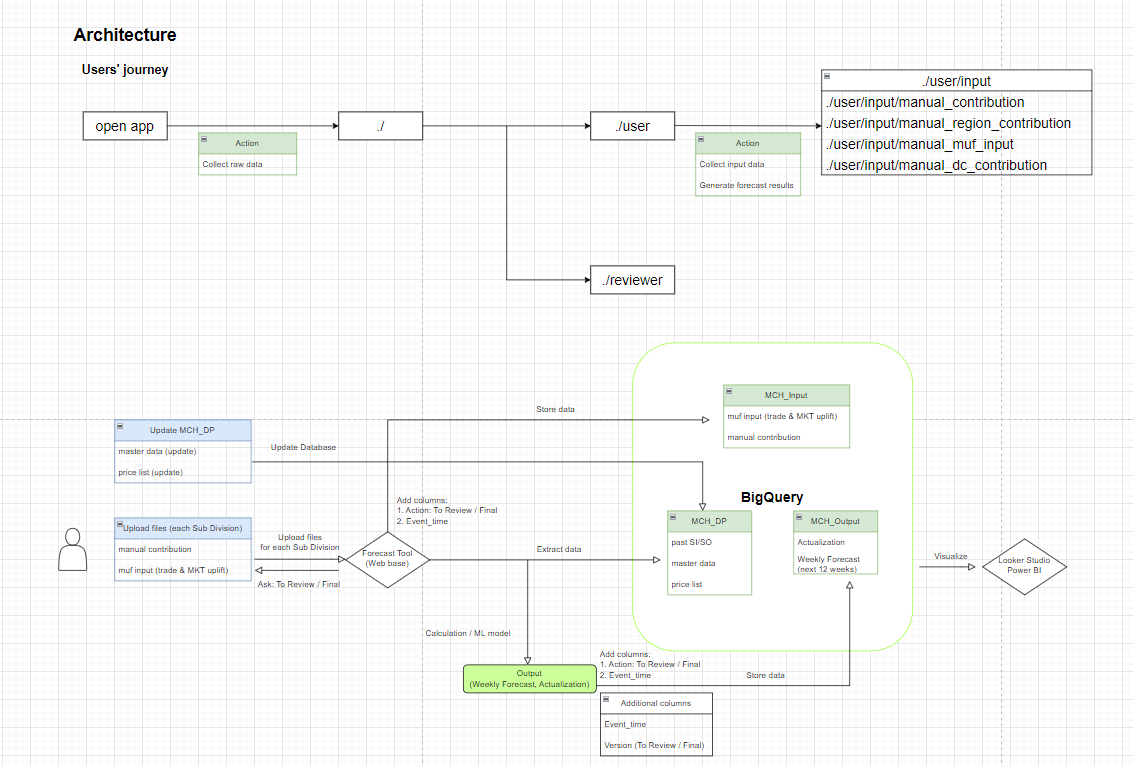 Architecture
Users' journey
open app
./
./user
./user/input
./user/input/manual_contribution
./user/input/manual_region_contribution
./user/input/manual_muf_input
./user/input/manual_dc_contribution
Action
Collect raw data
Action
Collect input data
Generate forecast results
./reviewer
MCH_Input
muf input (trade & MKT uplift)
manual contribution
Store data
Update MCH_DP
master data (update)
price list (update)
Update Database
BigQuery
Add columns:
1. Action: To Review / Final
2. Event_time
Upload files (each Sub Division)
manual contribution
muf input (trade & MKT uplift)
Upload files
for each Sub Division
Ask: To Review / Final
Forecast Tool
(Web base)
Extract data
MCH_DP
past SI/SO
master data
price list
MCH_Output
Actualization
Weekly Forecast
(next 12 weeks)
Visualize
Looker Studio
Power BI
Calculation / ML model
Output
(Weekly Forecast, Actualization)
Add columns:
1. Action: To Review / Final
2. Event_time
Store data
Additional columns
Event_time
Version (To Review / Final)